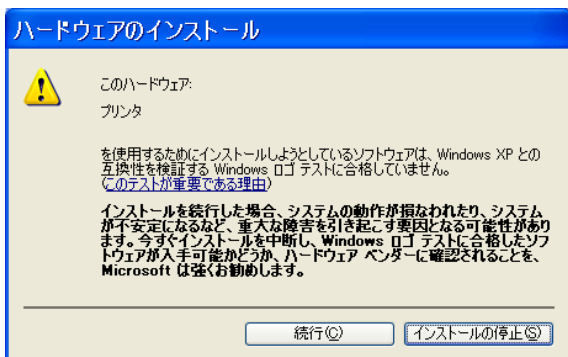 ハードウェアのインストール
このハードウェア:
プリンタ
を使用するためにインストールしようとしているソフトウェアは、Windows XP との
互換性を検証する Windows ロゴ テストに合格していません。
(このテストが重要である理由)
インストールを続行した場合、システムの動作が損なわれたり、システム
が不安定になるなど、重大な障害を引き起こす要因となる可能性があり
ます。今すぐインストールを中断し、Windows ロゴ テストに合格したソフ
トウェアが入手可能かどうか、ハードウェア ベンダーに確認されることを、
Microsoft は強くお勧めします。
続行(C)
インストールの停止(S)